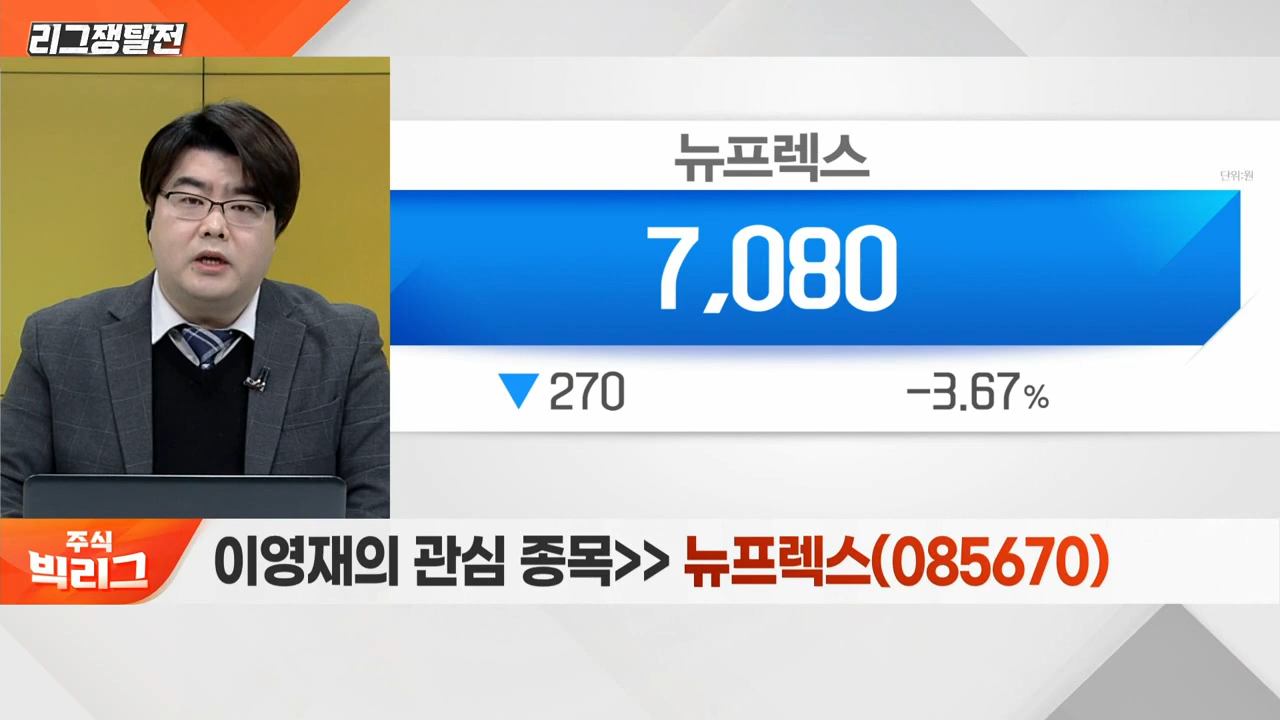 리그쟁탈전
뉴프렉스
단위:원
7,080
▼270
-3.67%
주식
빅리그
이영재의 관심 종목>> 뉴프렉스(085670)